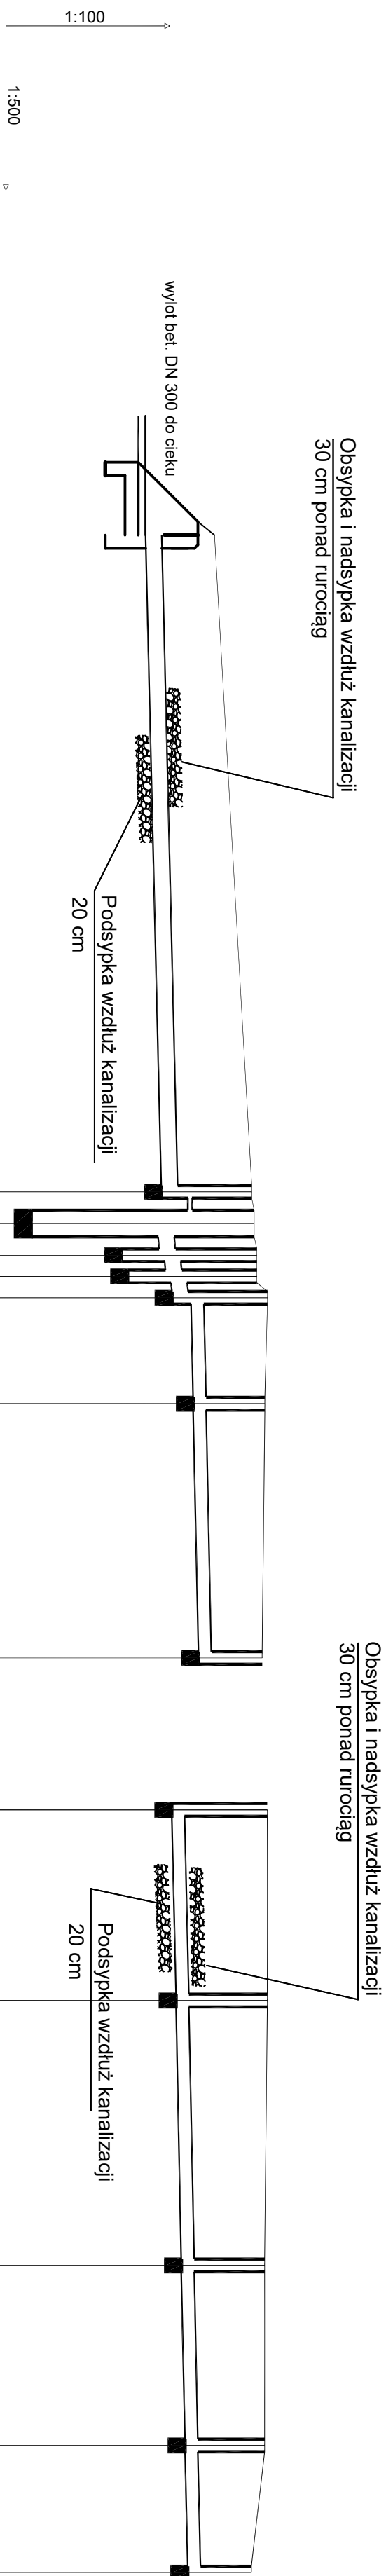 1:100
1:500
wylot bet. DN 300 do cieku
Obsypka i nadsypka wzdłuż kanalizacji
30 cm ponad rurociąg
Podsypka wzdłuż kanalizacji
20 cm
Obsypka i nadsypka wzdłuż kanalizacji
30 cm ponad rurociąg
Podsypka wzdłuż kanalizacji
20 cm